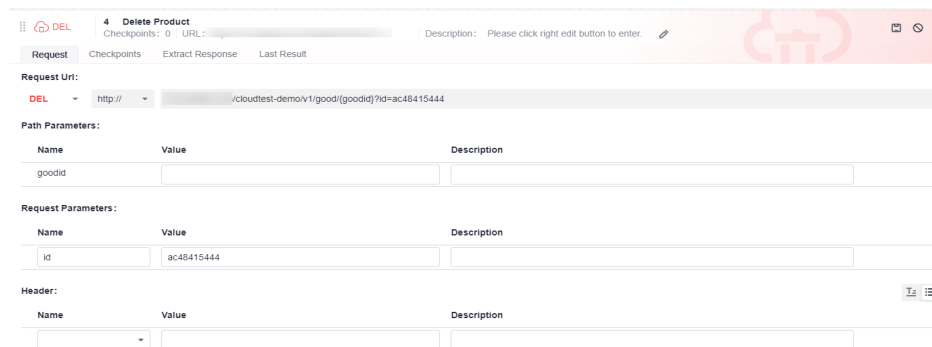 DEL 4 Delete Product
Checkpoints: 0 URL: Description: Please click right edit button to enter.
Request Checkpoints Extract Response Last Result
Request Url:
DEL http:// /cloudtest-demo/v1/good/{goodid}?id=ac48415444
Path Parameters:
Name Value Description
goodid
Request Parameters:
Name Value Description
id ac48415444
Header:
Name Value Description